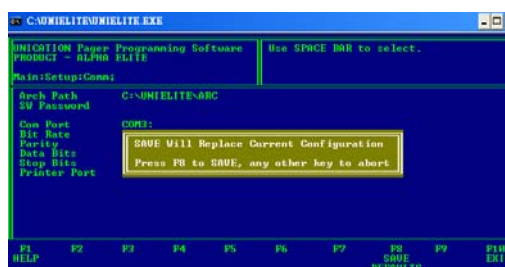 C:\UNIELITE\UNIELITE.EXE
UNICATION Pager Programming Software
PRODUCT - ALPHA ELITE
Main:Setup:Comm:
Use SPACE BAR to select.
Arch Path C:\UNIELITE\ARC
SW Password
Com Port COM3:
Bit Rate
Parity
Data Bits
Stop Bits
Printer Port
SAVE Will Replace Current Configuration
Press F8 to SAVE, any other key to abort
F1 F2 F3 F4 F5 F6 F7 F8 F9 F10
HELP SAVE EXI
DEFAULTS